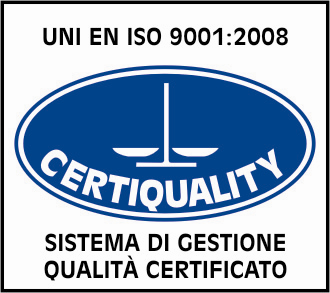 UNI EN ISO 9001:2008
CERTIQUALITY
SISTEMA DI GESTIONE
QUALITÀ CERTIFICATO